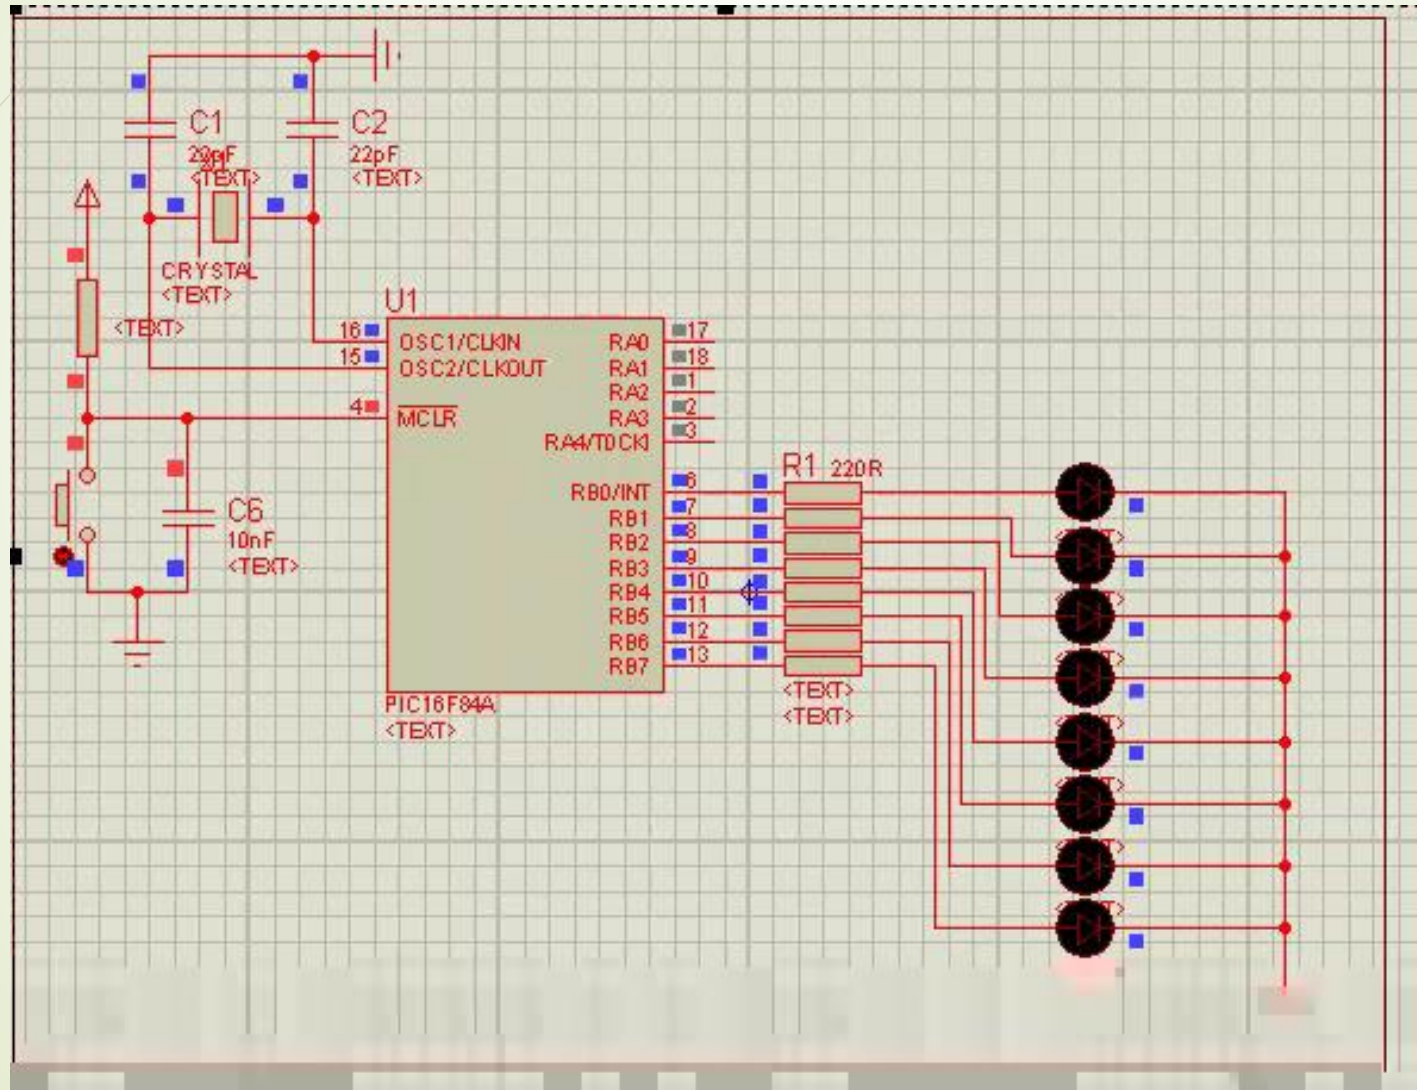 C1
C2
22pF
<TEXT>
22pF
<TEXT>
CRYSTAL
<TEXT>
<TEXT>
U1
16
OSC1/CLKIN
RA0
17
15
OSC2/CLKOUT
RA1
18
RA2
1
4
MCLR
RA3
2
RA4/T0CKI
3
R1 220R
RB0/INT
6
RB1
7
RB2
8
RB3
9
RB4
10
RB5
11
RB6
12
RB7
13
C6
10nF
<TEXT>
<TEXT>
<TEXT>
PIC16F84A
<TEXT>